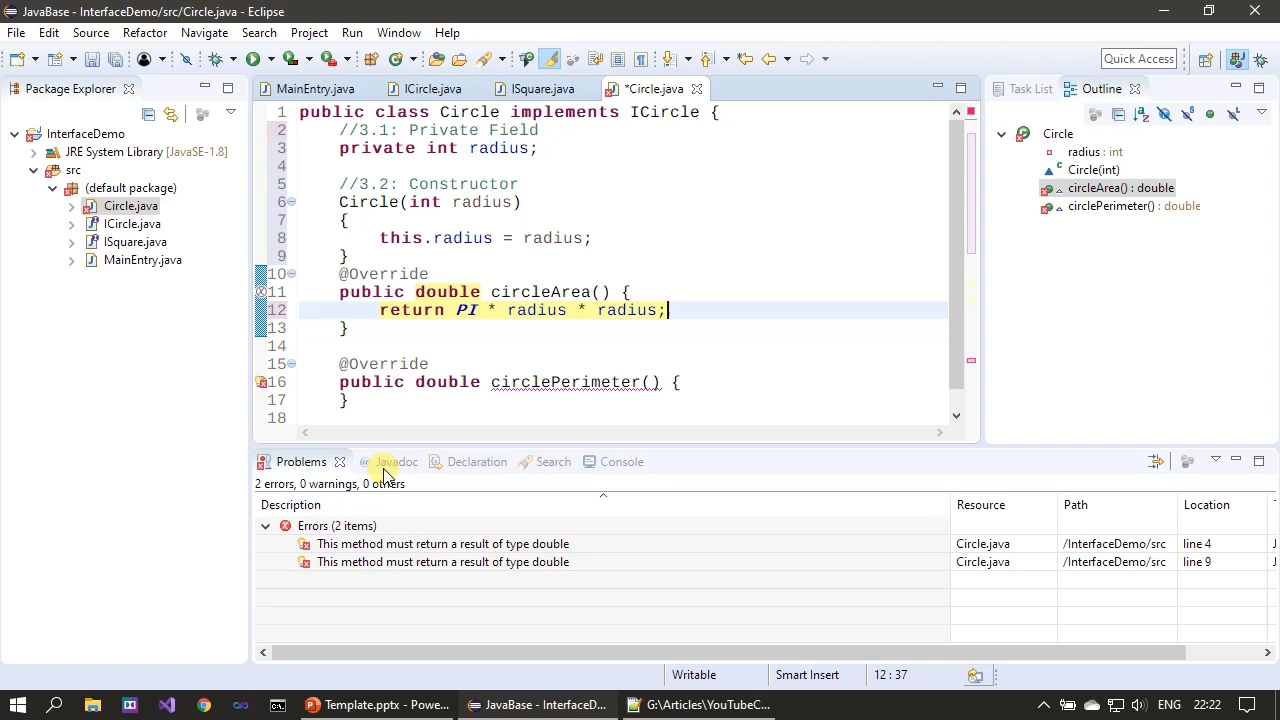 JavaBase - InterfaceDemo/src/Circle.java - Eclipse
File Edit Source Refactor Navigate Search Project Run Window Help
Quick Access
Package Explorer
InterfaceDemo
JRE System Library [JavaSE-1.8]
src
(default package)
Circle.java
ICircle.java
ISquare.java
MainEntry.java
MainEntry.java ICircle.java ISquare.java *Circle.java
1 public class Circle implements ICircle {
2 //3.1: Private Field
3 private int radius;
4
5 //3.2: Constructor
6 Circle(int radius)
7 {
8 this.radius = radius;
9 }
10 @Override
11 public double circleArea() {
12 return PI * radius * radius;
13 }
14
15 @Override
16 public double circlePerimeter() {
17 }
18
Task List Outline
Circle
radius : int
Circle(int)
circleArea() : double
circlePerimeter() : double
Problems @ Javadoc Declaration Search Console
2 errors, 0 warnings, 0 others
Description Resource Path Location
Errors (2 items)
This method must return a result of type double Circle.java /InterfaceDemo/src line 4
This method must return a result of type double Circle.java /InterfaceDemo/src line 9
Writable Smart Insert 12 : 37
Template.pptx - Powe... JavaBase - InterfaceD... G:\Articles\YouTubeC... ENG 22:22